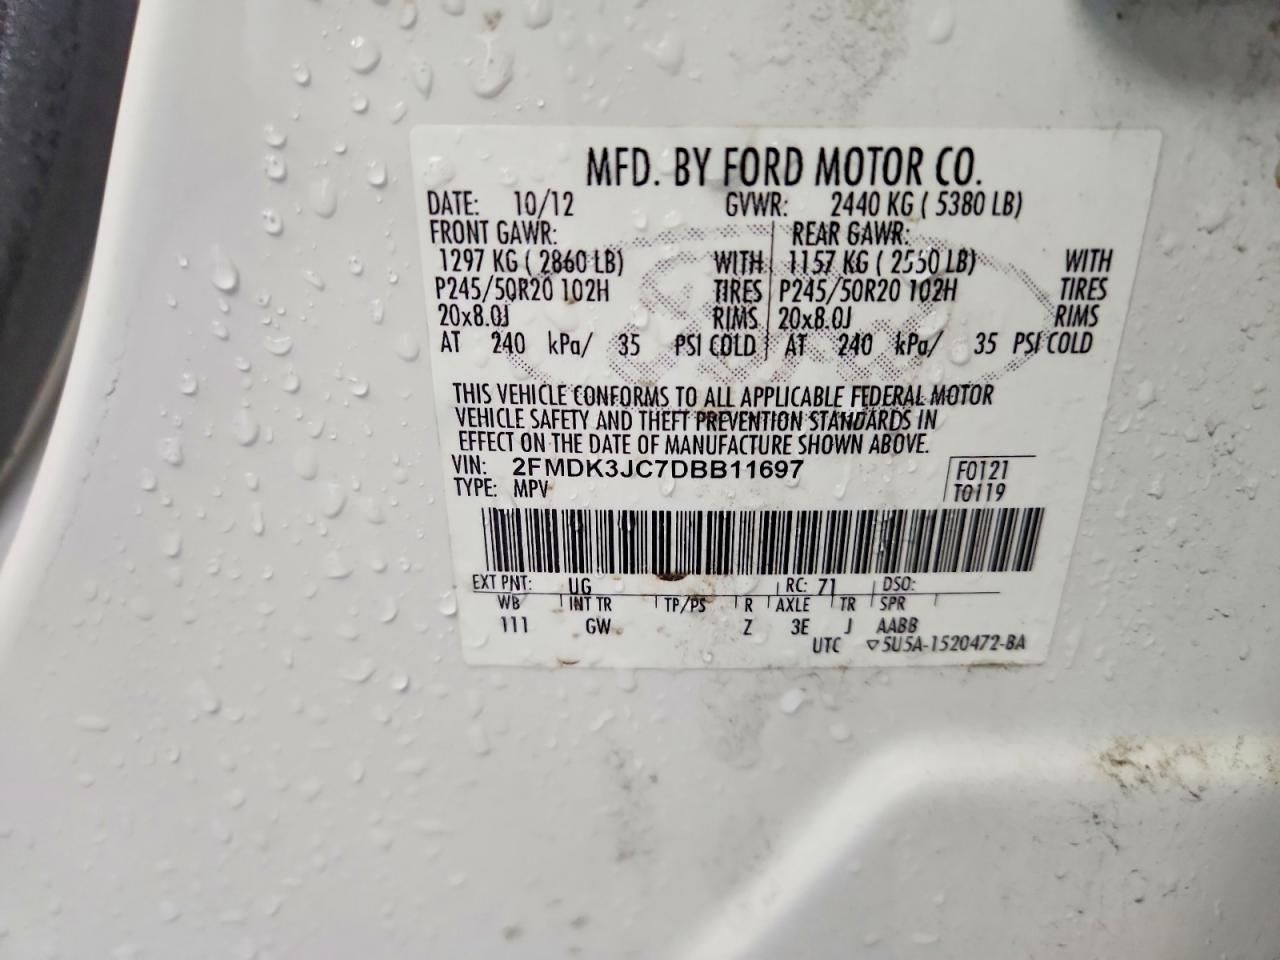 MFD. BY FORD MOTOR CO.
DATE: 10/12 GVWR: 2440 KG ( 5380 LB)
FRONT GAWR: REAR GAWR:
1297 KG ( 2860 LB) WITH 1157 KG ( 2550 LB) WITH
P245/50R20 102H TIRES P245/50R20 102H TIRES
20x8.0J RIMS 20x8.0J RIMS
AT 240 kPa/ 35 PSI COLD AT 240 kPa/ 35 PSI COLD
THIS VEHICLE CONFORMS TO ALL APPLICABLE FEDERAL MOTOR
VEHICLE SAFETY AND THEFT PREVENTION STANDARDS IN
EFFECT ON THE DATE OF MANUFACTURE SHOWN ABOVE.
VIN: 2FMDK3JC7DBB11697 F0121
TYPE: MPV T0119
EXT PNT: UG RC: 71 DSO:
WB INT TR TP/PS R AXLE TR SPR
111 GW Z 3E J AABB
UTC ▽5U5A-1520472-BA